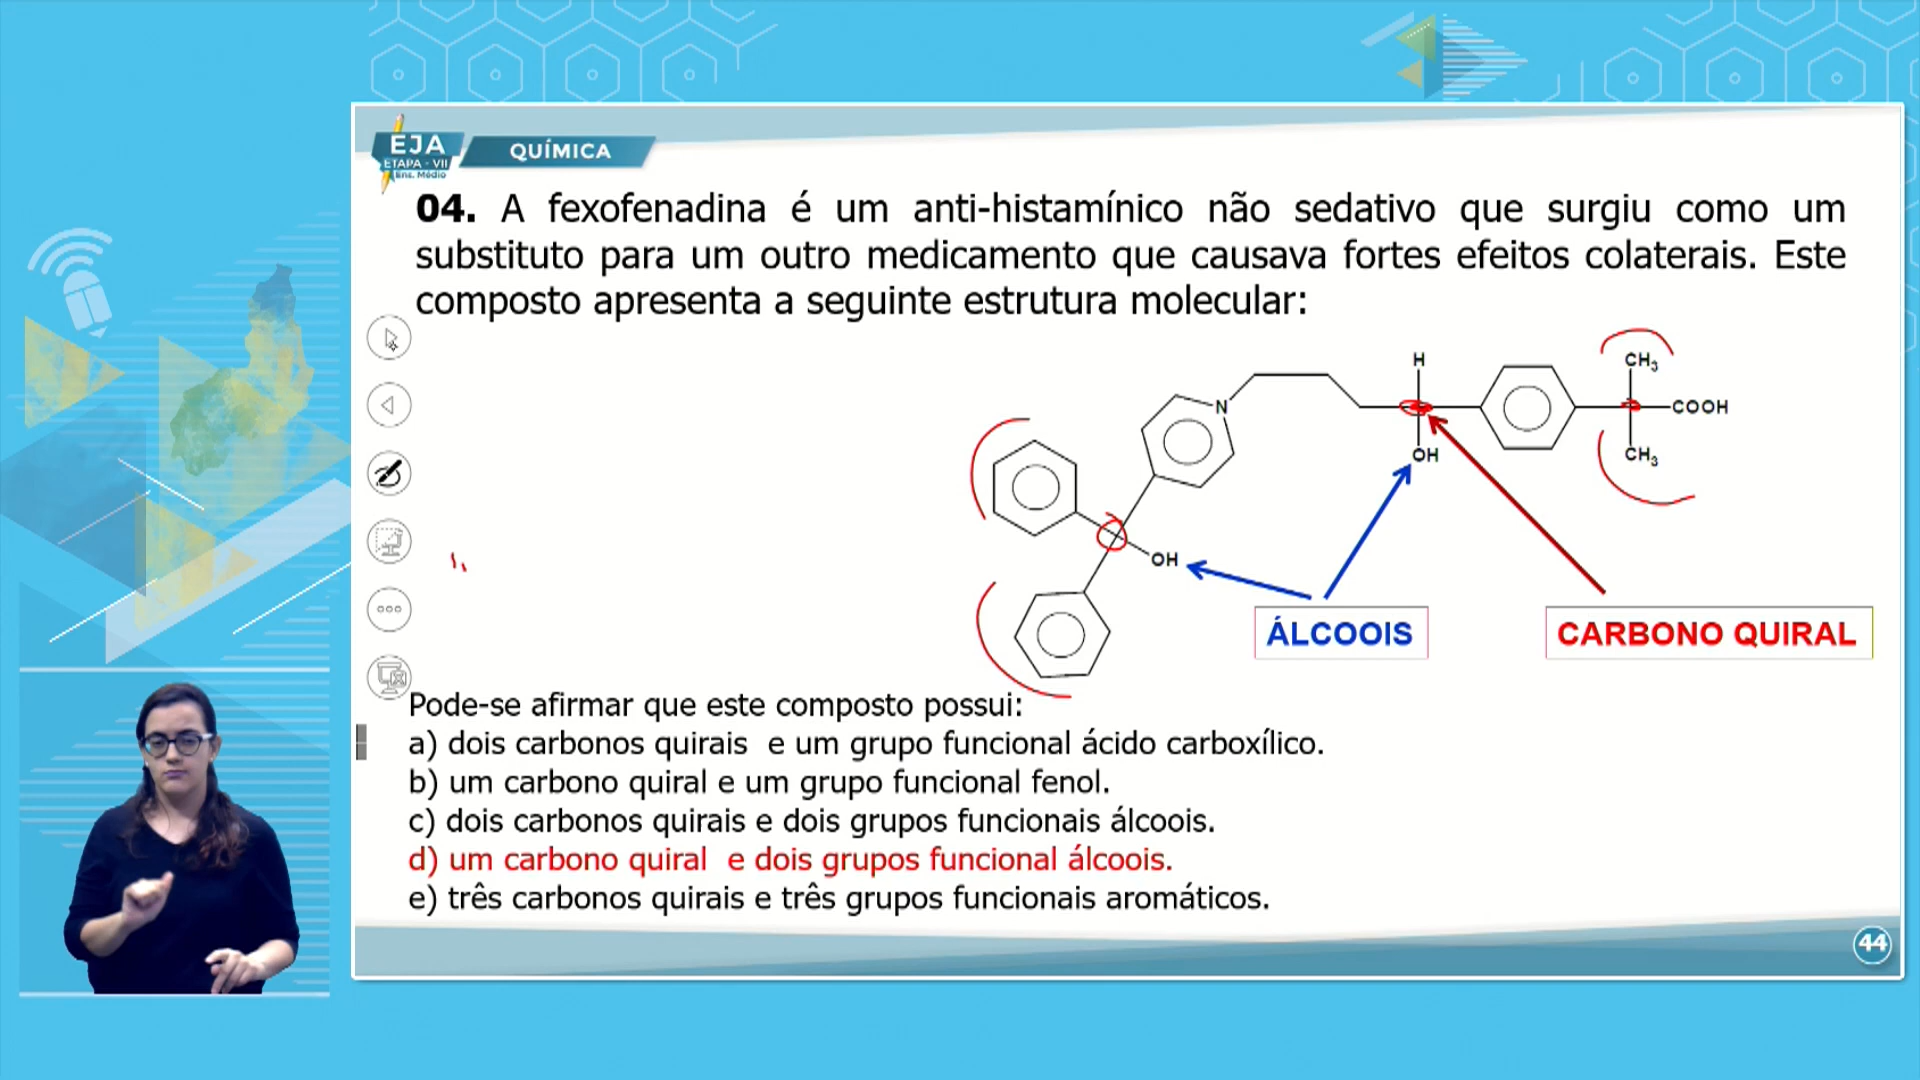 EJA
ETAPA - VII
Ens. Médio
QUÍMICA
04. A fexofenadina é um anti-histamínico não sedativo que surgiu como um
substituto para um outro medicamento que causava fortes efeitos colaterais. Este
composto apresenta a seguinte estrutura molecular:
H
CH3
N
COOH
OH
CH3
OH
ÁLCOOIS
CARBONO QUIRAL
Pode-se afirmar que este composto possui:
a) dois carbonos quirais e um grupo funcional ácido carboxílico.
b) um carbono quiral e um grupo funcional fenol.
c) dois carbonos quirais e dois grupos funcionais álcoois.
d) um carbono quiral e dois grupos funcional álcoois.
e) três carbonos quirais e três grupos funcionais aromáticos.
44